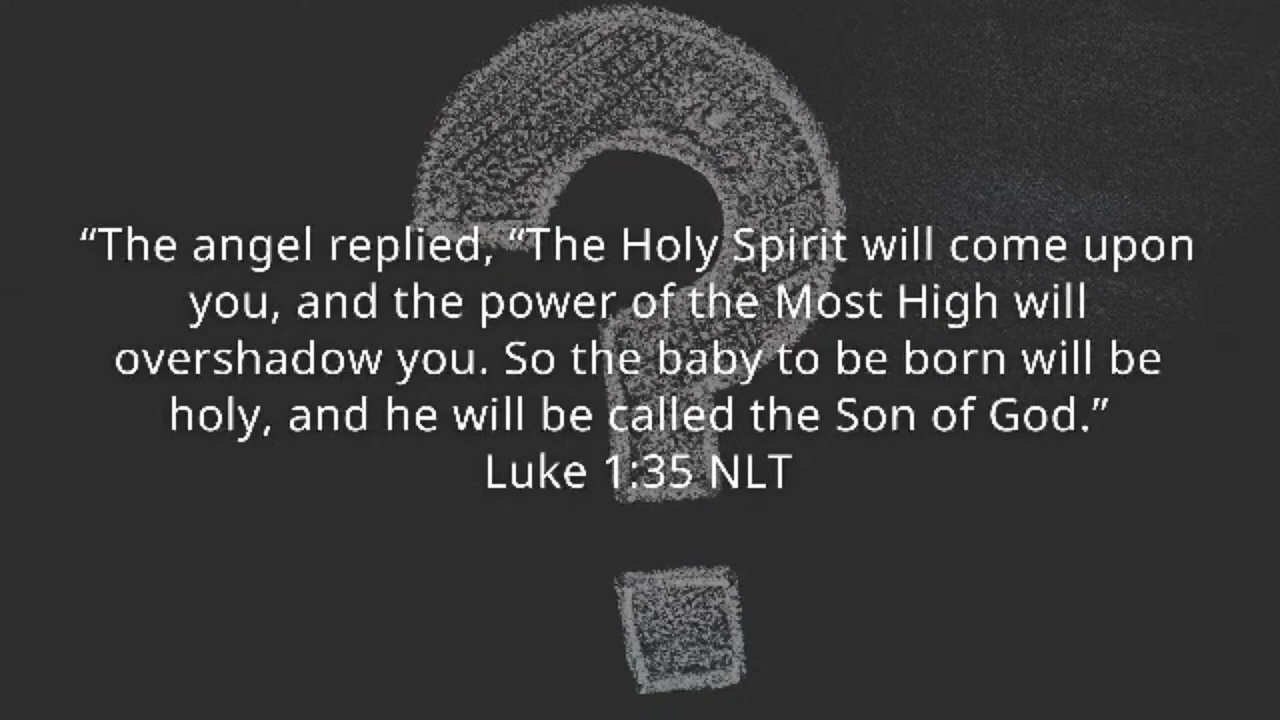 “The angel replied, “The Holy Spirit will come upon
you, and the power of the Most High will
overshadow you. So the baby to be born will be
holy, and he will be called the Son of God.”
Luke 1:35 NLT